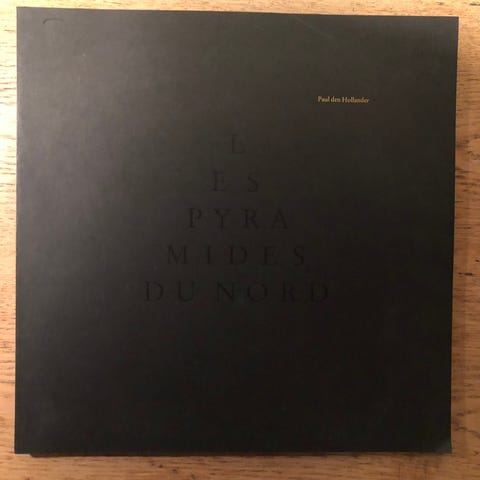 Paul den Hollander
L
ES
PYRA
MIDES
DU NORD